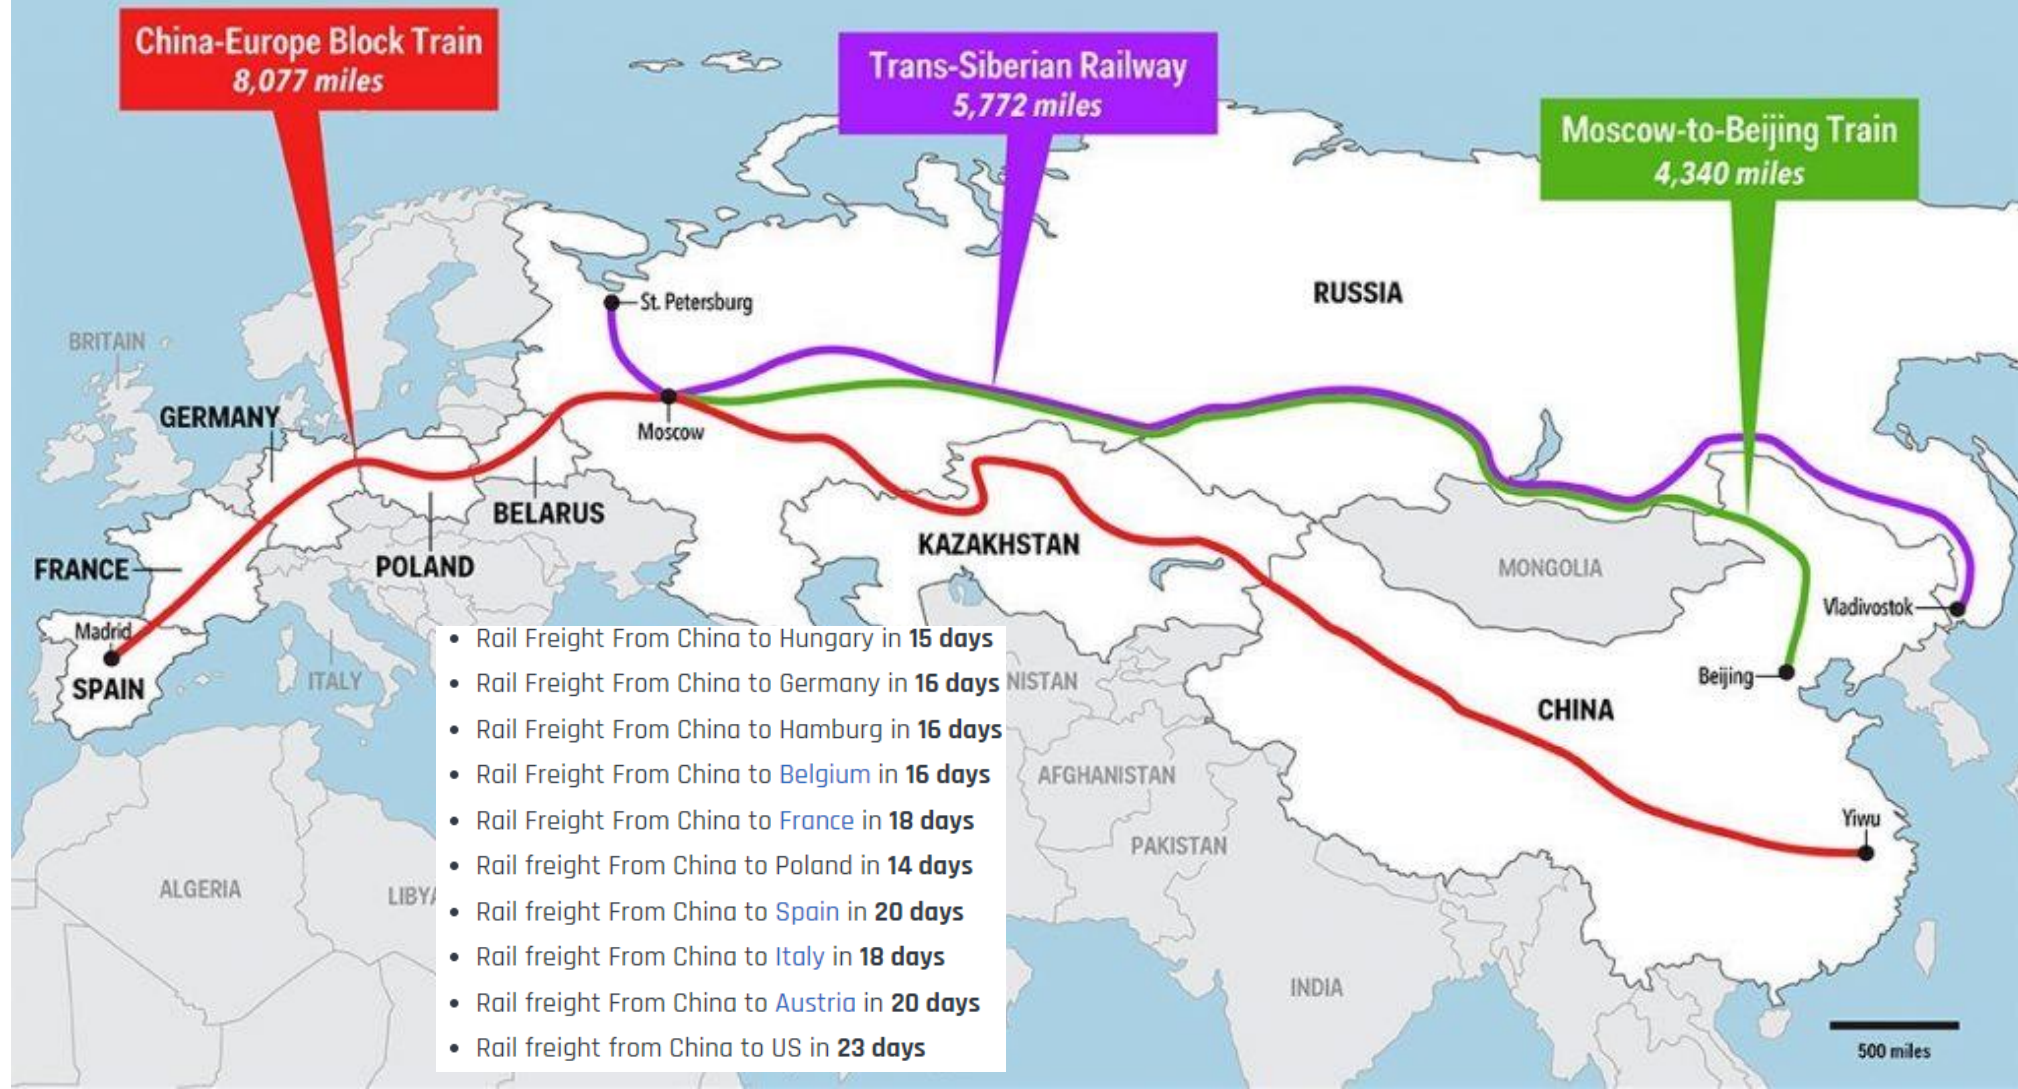 China-Europe Block Train
8,077 miles
Trans-Siberian Railway
5,772 miles
Moscow-to-Beijing Train
4,340 miles
RUSSIA
St. Petersburg
BRITAIN
GERMANY
Moscow
BELARUS
KAZAKHSTAN
FRANCE
POLAND
MONGOLIA
Vladivostok
Madrid
SPAIN
ITALY
NISTAN
Beijing
CHINA
AFGHANISTAN
Yiwu
PAKISTAN
ALGERIA
LIBYA
INDIA
500 miles
• Rail Freight From China to Hungary in 15 days
• Rail Freight From China to Germany in 16 days
• Rail Freight From China to Hamburg in 16 days
• Rail Freight From China to Belgium in 16 days
• Rail Freight From China to France in 18 days
• Rail freight From China to Poland in 14 days
• Rail freight From China to Spain in 20 days
• Rail freight From China to Italy in 18 days
• Rail freight From China to Austria in 20 days
• Rail freight from China to US in 23 days